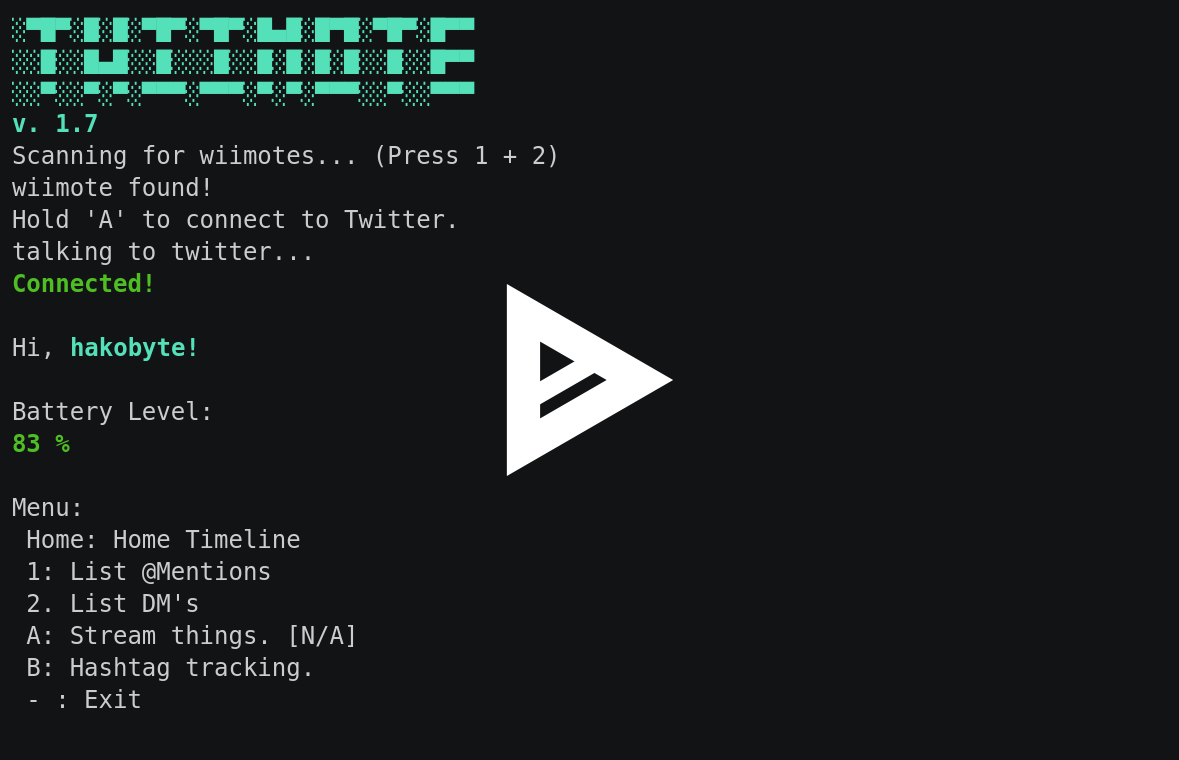 TWIIMOTE
v. 1.7
Scanning for wiimotes... (Press 1 + 2)
wiimote found!
Hold 'A' to connect to Twitter.
talking to twitter...
Connected!
Hi, hakobyte!
Battery Level:
83 %
Menu:
Home: Home Timeline
1: List @Mentions
2. List DM's
A: Stream things. [N/A]
B: Hashtag tracking.
- : Exit